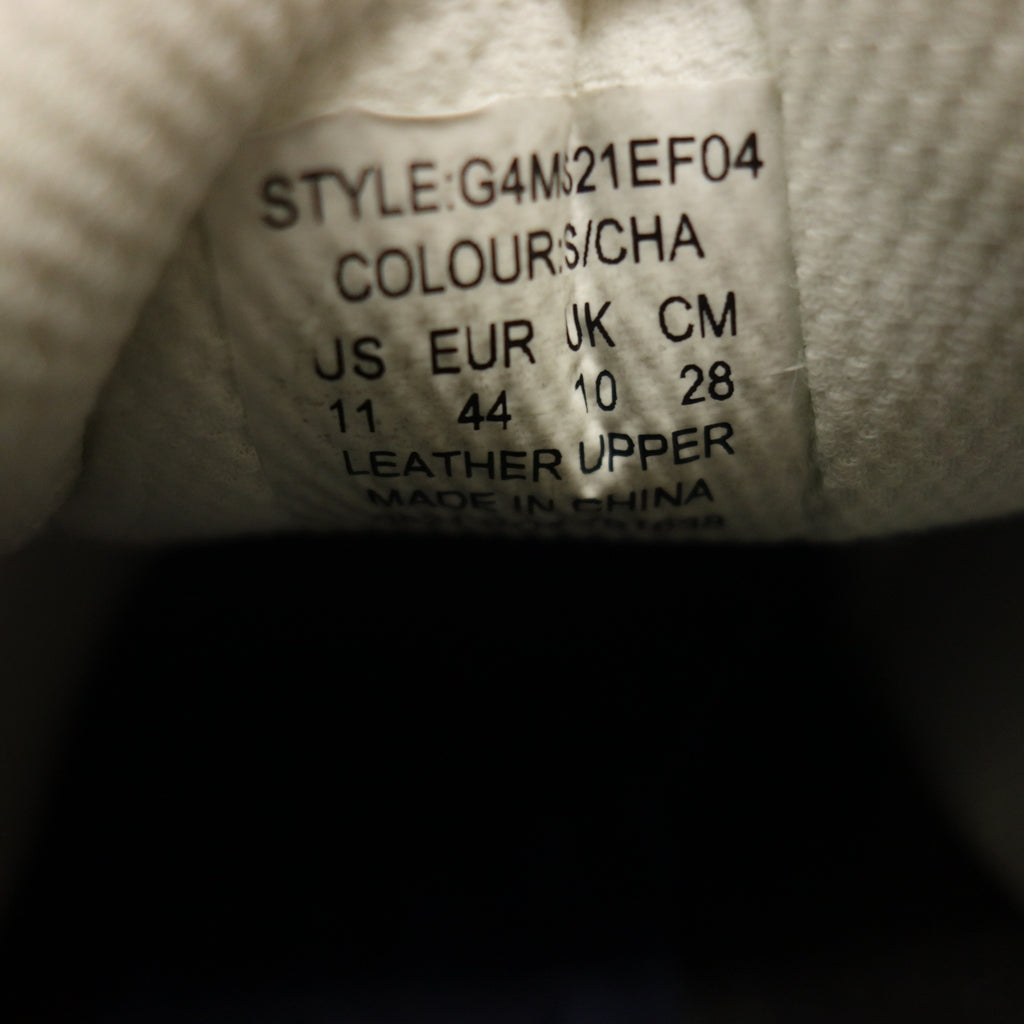 STYLE:G4MS21EF04
COLOUR:S/CHA
US EUR UK CM
11 44 10 28
LEATHER UPPER
MADE IN CHINA